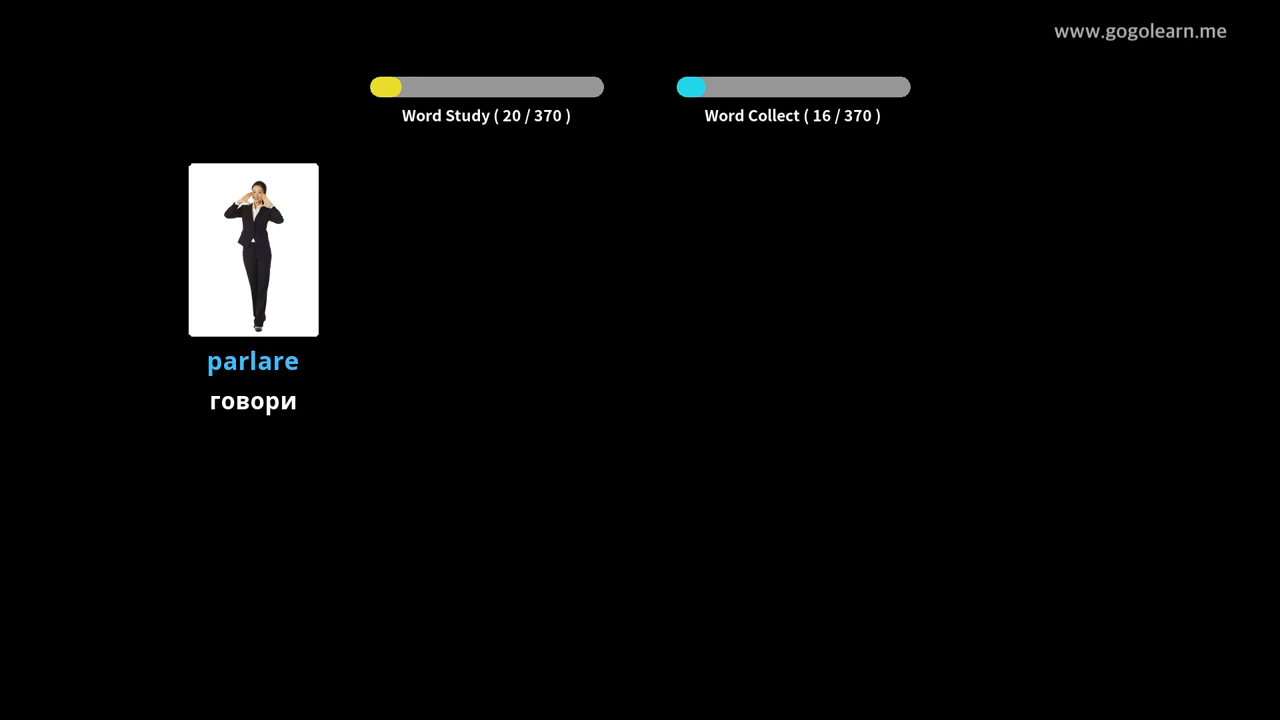 www.gogolearn.me
Word Study ( 20 / 370 )
Word Collect ( 16 / 370 )
parlare
говори